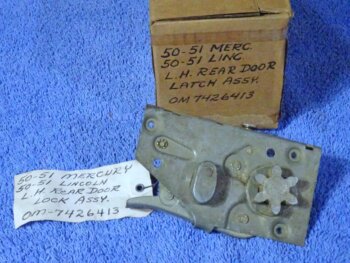 50-51 MERC.
50-51 LINC
L.H. REAR DOOR
LATCH ASSY.
OM 7426413
50-51 MERCURY
50-51 LINCOLN
L.H. REAR DOOR
LOCK ASSY.
OM-7426413